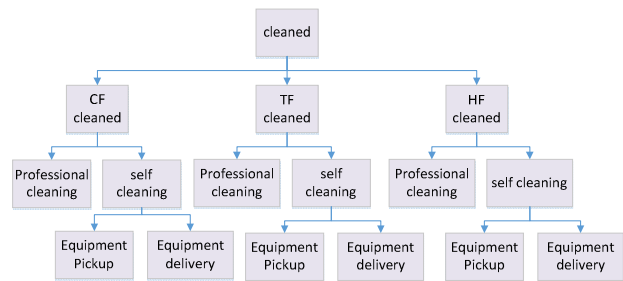 cleaned
CF
cleaned
TF
cleaned
HF
cleaned
Professional
cleaning
self
cleaning
Professional
cleaning
self
cleaning
Professional
cleaning
self cleaning
Equipment
Pickup
Equipment
delivery
Equipment
Pickup
Equipment
delivery
Equipment
Pickup
Equipment
delivery